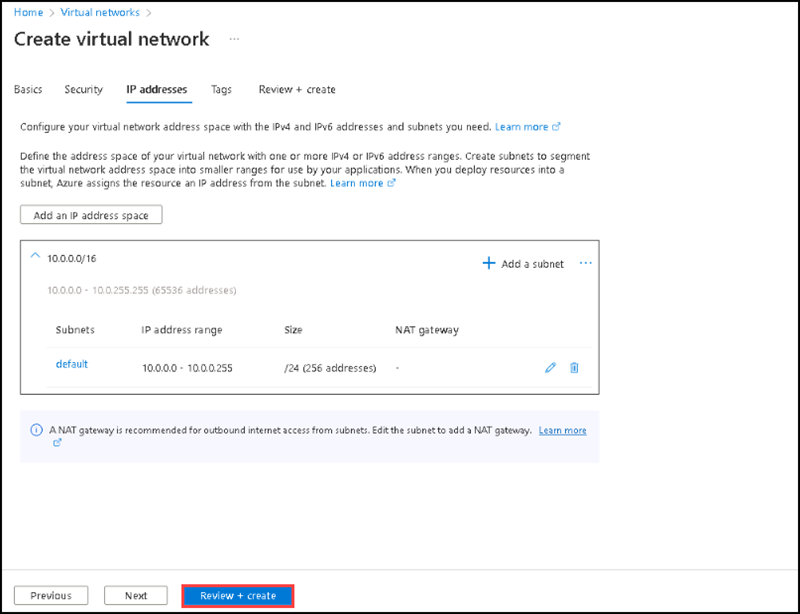 Home > Virtual networks >
Create virtual network ...
Basics Security IP addresses Tags Review + create
Configure your virtual network address space with the IPv4 and IPv6 addresses and subnets you need. Learn more
Define the address space of your virtual network with one or more IPv4 or IPv6 address ranges. Create subnets to segment
the virtual network address space into smaller ranges for use by your applications. When you deploy resources into a
subnet, Azure assigns the resource an IP address from the subnet. Learn more
Add an IP address space
10.0.0.0/16
+ Add a subnet ...
10.0.0.0 - 10.0.255.255 (65536 addresses)
Subnets IP address range Size NAT gateway
default 10.0.0.0 - 10.0.0.255 /24 (256 addresses) -
A NAT gateway is recommended for outbound internet access from subnets. Edit the subnet to add a NAT gateway. Learn more
Previous Next Review + create